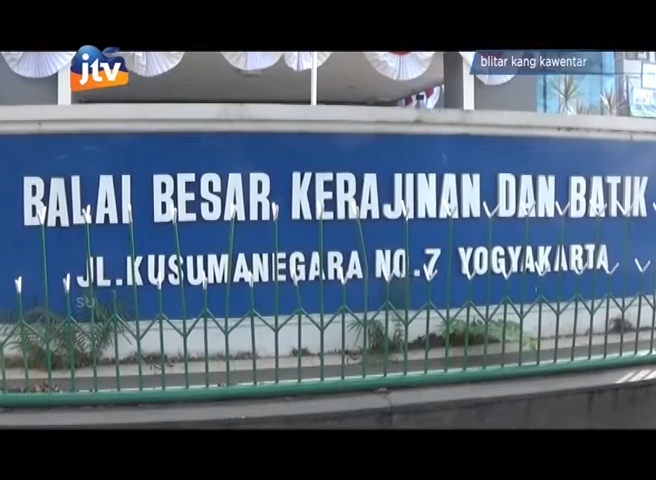 jtv
blitar kang kawentar
BALAI BESAR KERAJINAN DAN BATIK
JL.KUSUMANEGARA NO.7 YOGYAKARTA